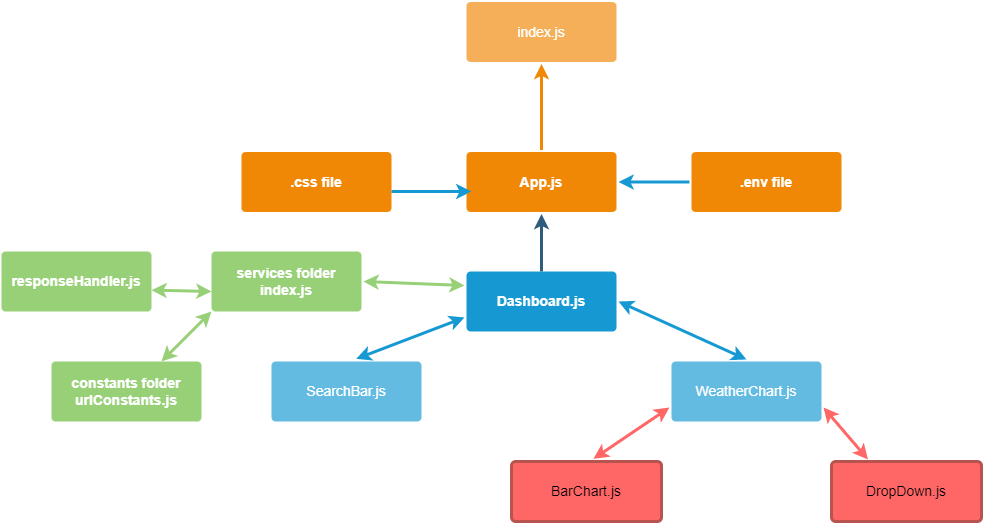 index.js
.css file
App.js
.env file
responseHandler.js
services folder
index.js
Dashboard.js
constants folder
urlConstants.js
SearchBar.js
WeatherChart.js
BarChart.js
DropDown.js